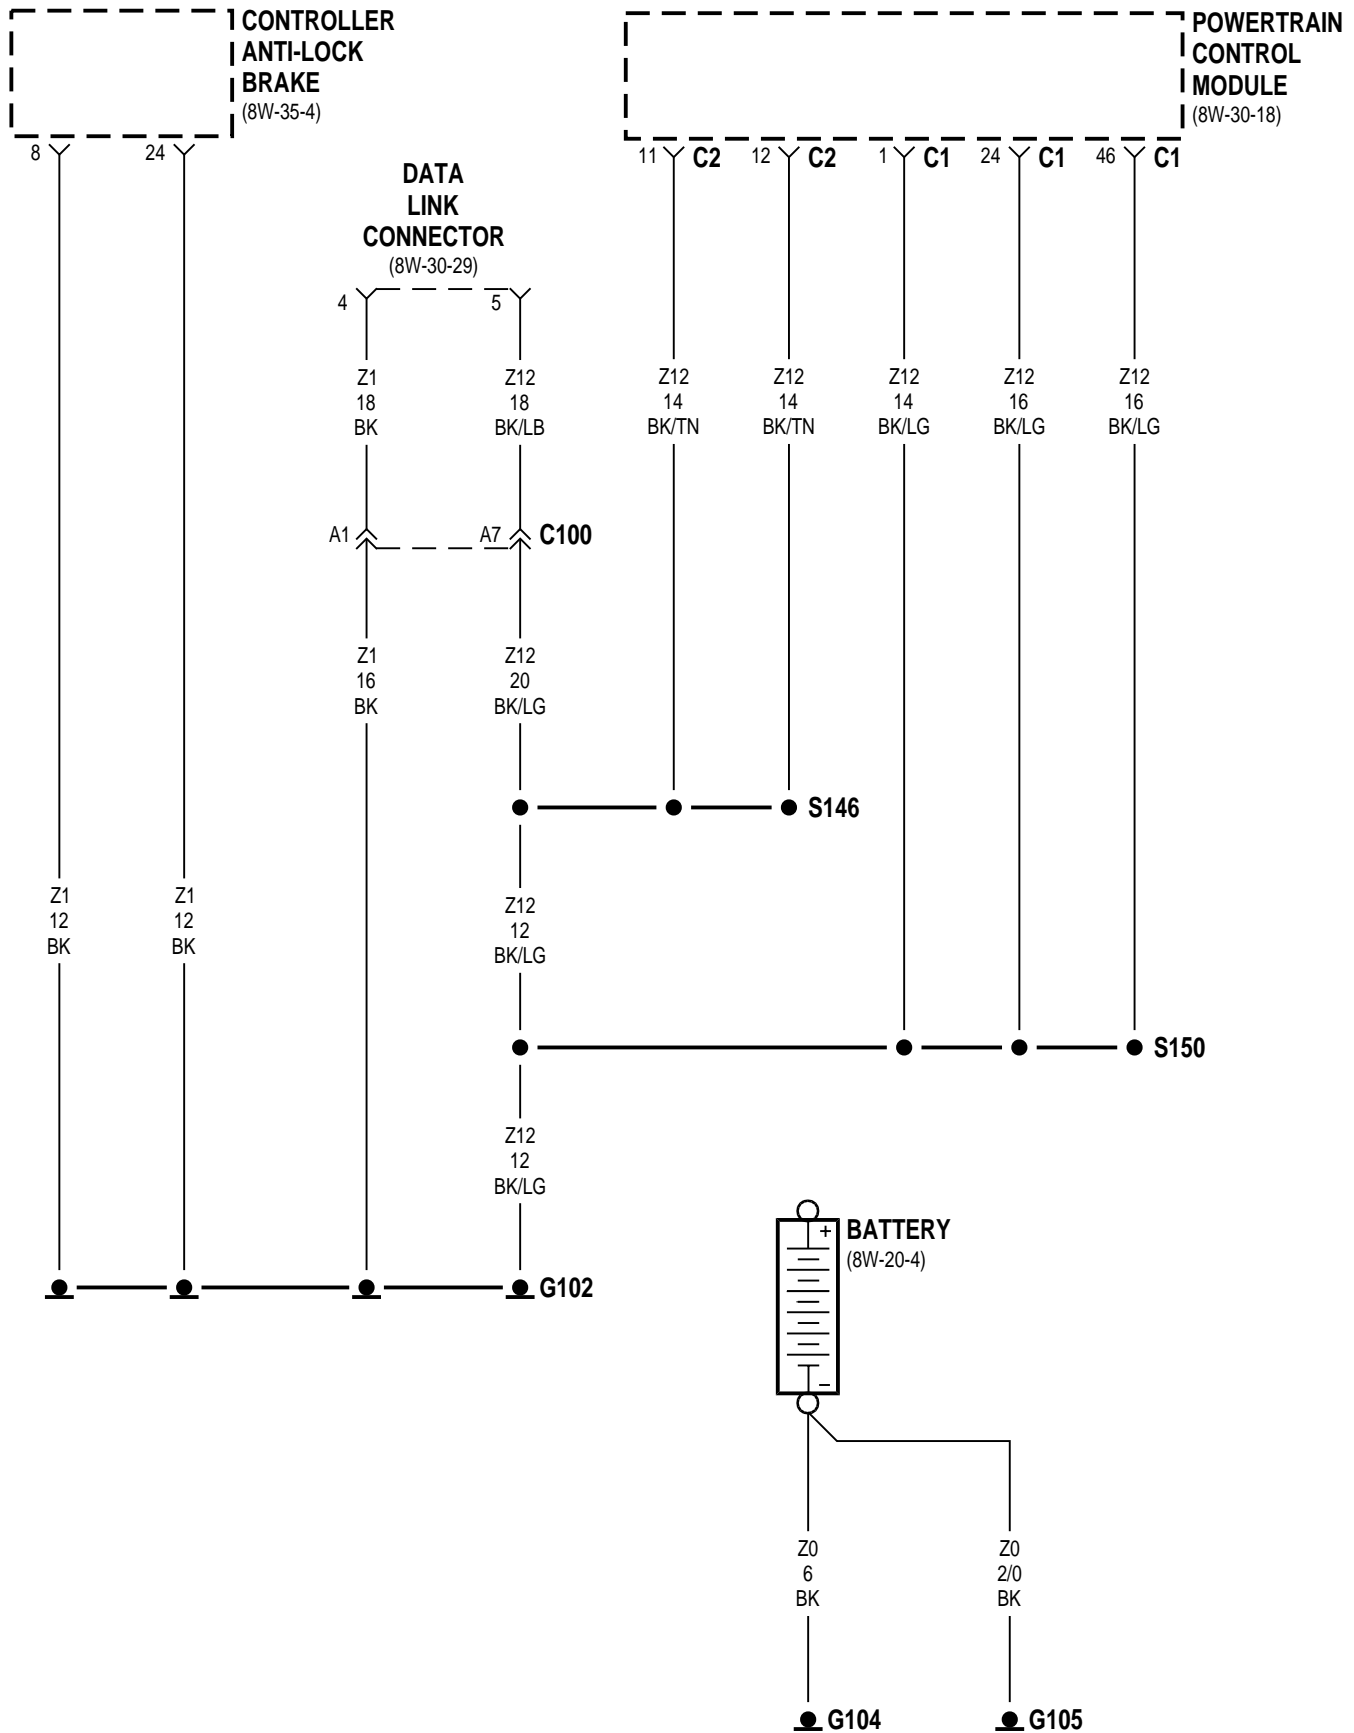 CONTROLLER
ANTI-LOCK
BRAKE
(8W-35-4)
POWERTRAIN
CONTROL
MODULE
(8W-30-18)
8
24
11
C2
12
C2
1
C1
24
C1
46
C1
DATA
LINK
CONNECTOR
(8W-30-29)
4
5
Z1
18
BK
Z12
18
BK/LB
Z12
14
BK/TN
Z12
14
BK/TN
Z12
14
BK/LG
Z12
16
BK/LG
Z12
16
BK/LG
A1
A7
C100
Z1
16
BK
Z12
20
BK/LG
S146
Z1
12
BK
Z1
12
BK
Z12
12
BK/LG
S150
Z12
12
BK/LG
G102
+
BATTERY
(8W-20-4)
–
Z0
6
BK
Z0
2/0
BK
G104
G105